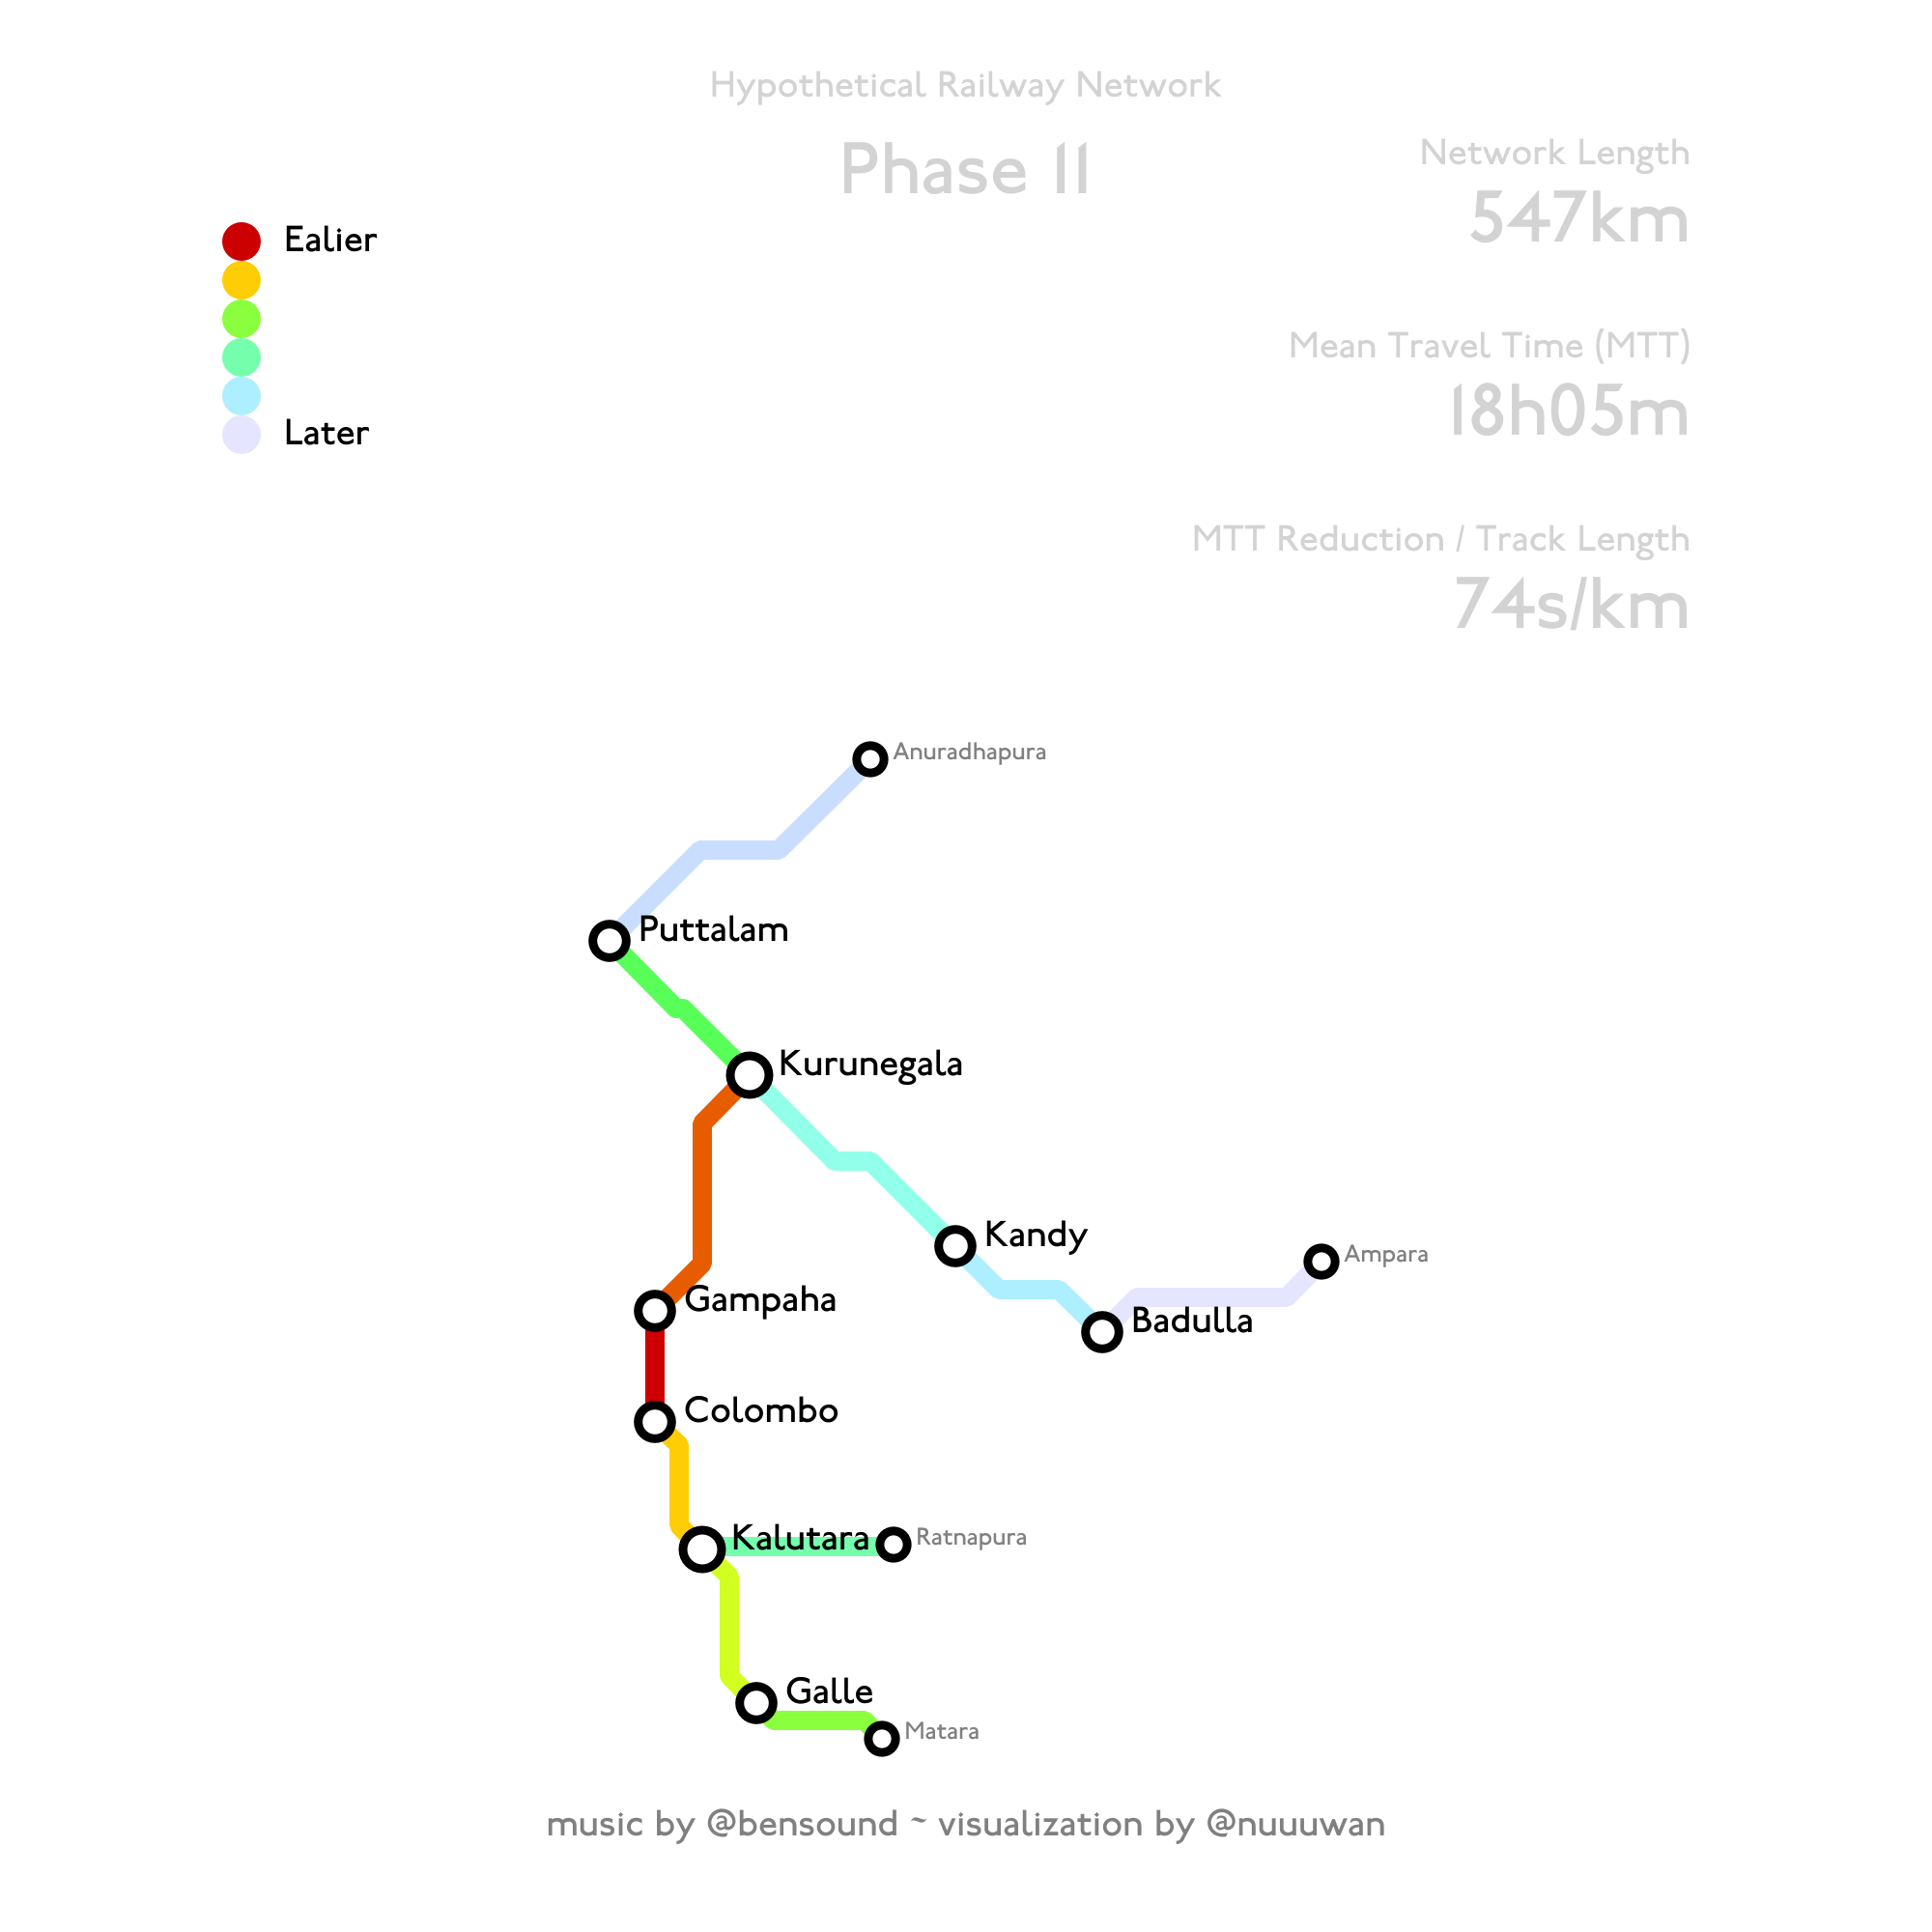 Hypothetical Railway Network
Phase 11
Network Length
547km
Ealier
Later
Mean Travel Time (MTT)
18h05m
MTT Reduction / Track Length
74s/km
Anuradhapura
Puttalam
Kurunegala
Kandy
Ampara
Gampaha
Badulla
Colombo
Kalutara
Ratnapura
Galle
Matara
music by @bensound ~ visualization by @nuuuwan